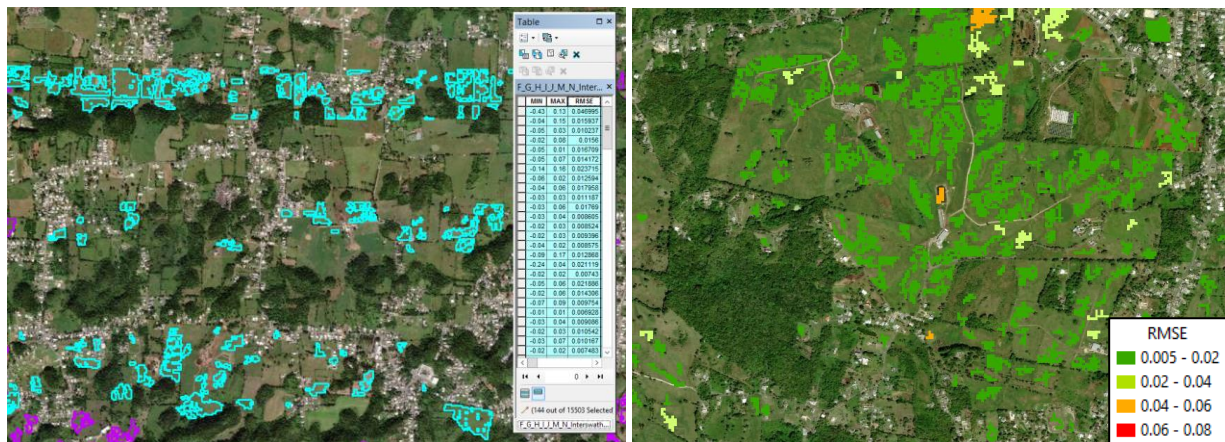 Table
F_G_H_I_J_M_N_Inter...
MIN MAX RMSE
-0.43 0.13 0.046995
-0.04 0.15 0.015937
-0.05 0.03 0.010237
-0.02 0.08 0.0156
-0.05 0.01 0.016709
-0.05 0.07 0.014172
-0.14 0.16 0.023715
-0.06 0.02 0.012594
-0.04 0.06 0.017958
-0.03 0.03 0.011187
-0.03 0.06 0.01769
-0.03 0.04 0.008605
-0.02 0.03 0.008524
-0.02 0.03 0.009396
-0.04 0.02 0.008575
-0.09 0.17 0.012868
-0.24 0.04 0.021119
-0.02 0.02 0.00743
-0.05 0.06 0.021886
-0.02 0.06 0.014306
-0.07 0.09 0.009754
-0.01 0.01 0.006928
-0.03 0.04 0.009086
-0.02 0.03 0.010542
-0.03 0.07 0.010167
-0.02 0.02 0.007483
0
(144 out of 15503 Selected)
F_G_H_I_J_M_N_Interswath...
RMSE
0.005 - 0.02
0.02 - 0.04
0.04 - 0.06
0.06 - 0.08